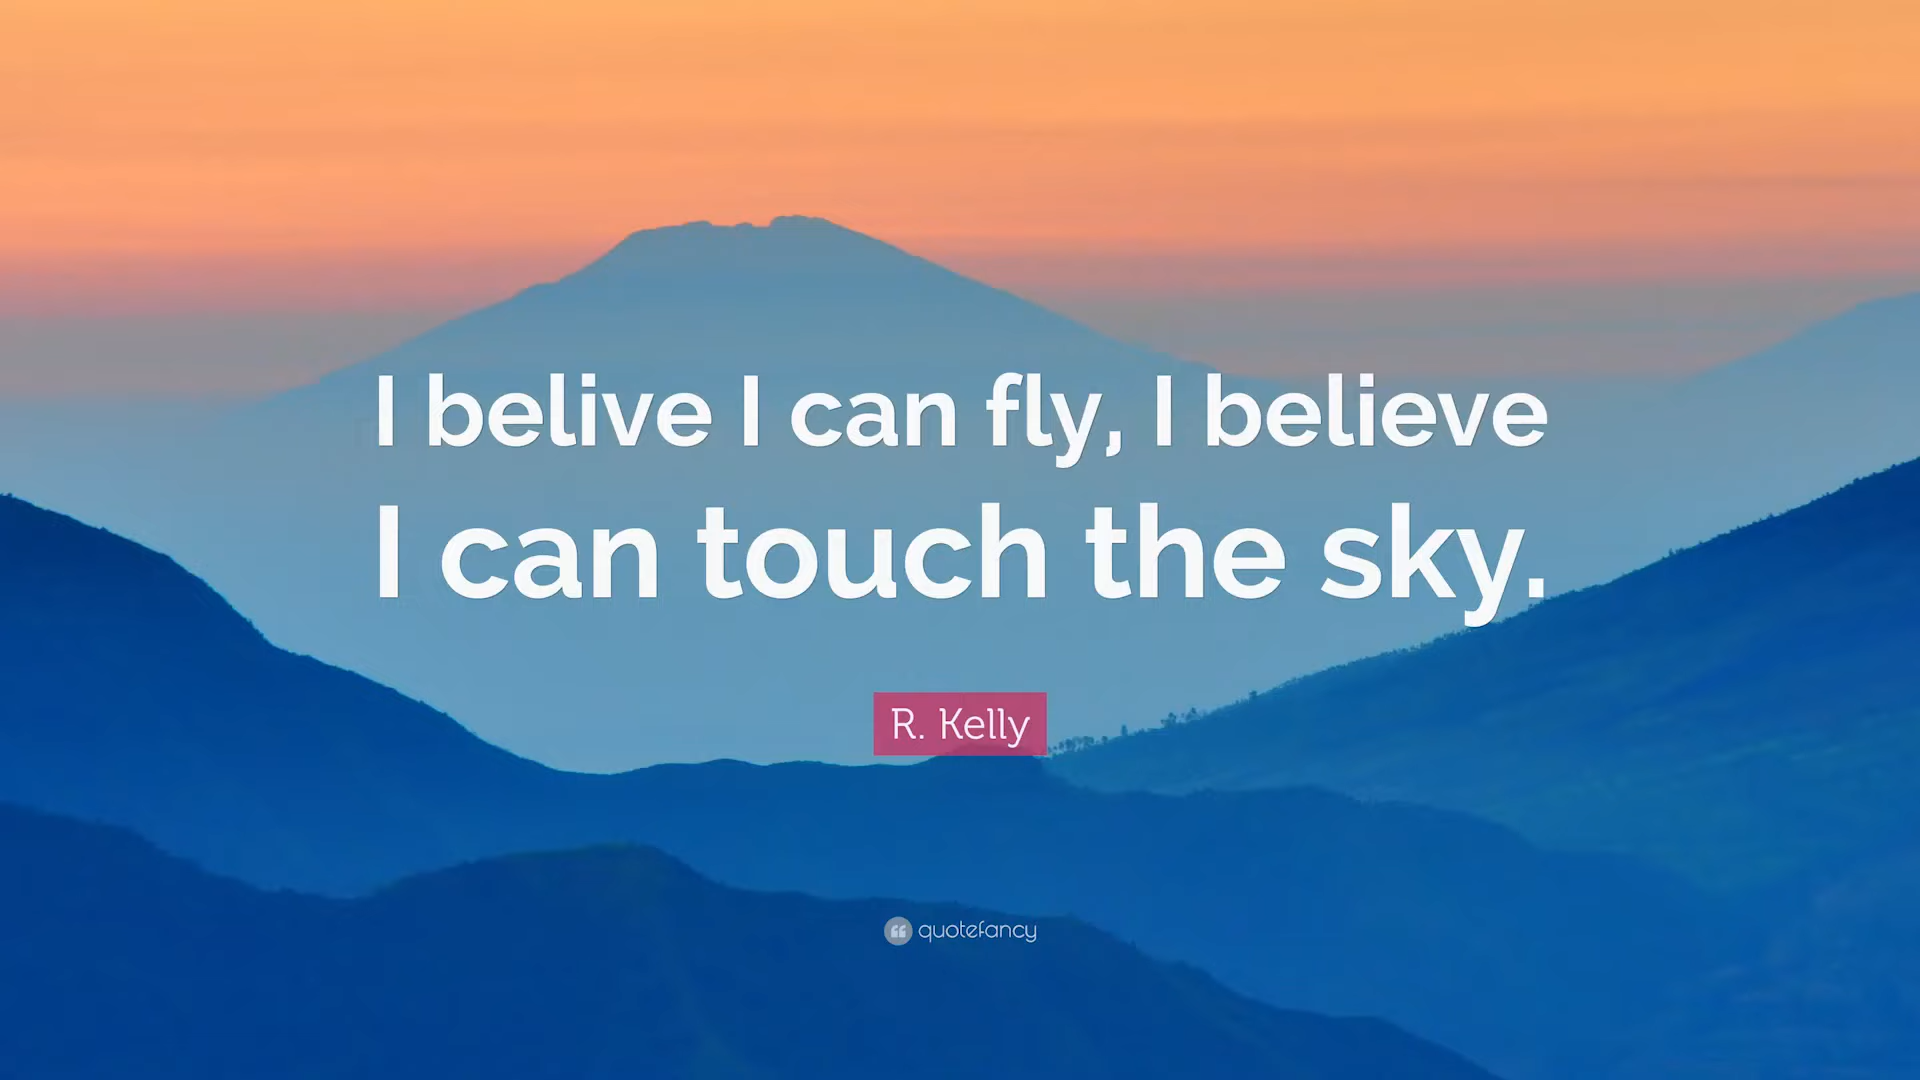 I belive I can fly, I believe
I can touch the sky.
R. Kelly
quotefancy